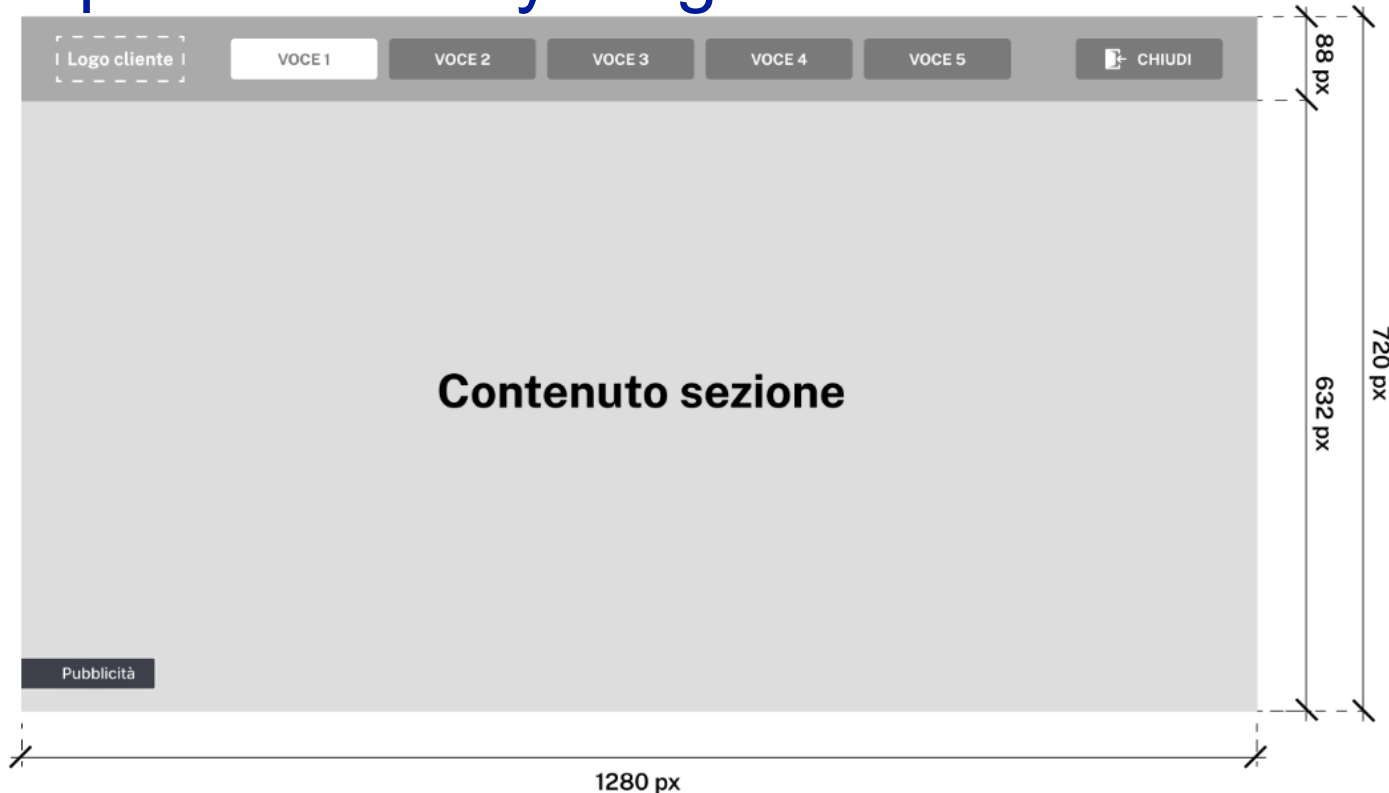 Logo cliente
VOCE 1
VOCE 2
VOCE 3
VOCE 4
VOCE 5
CHIUDI
88 px
Contenuto sezione
632 px
720 px
Pubblicità
1280 px